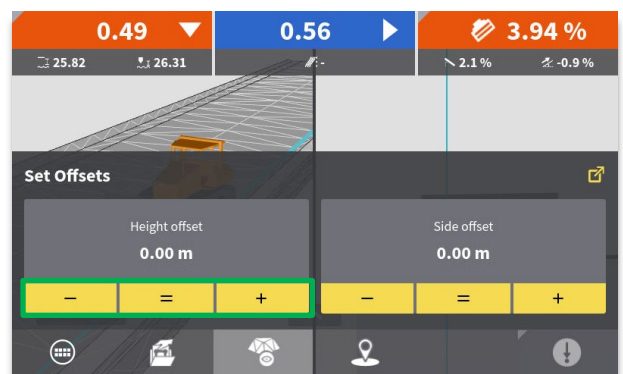 0.49 0.56 3.94 %
25.82 26.31 :- 2.1 % -0.9 %
Set Offsets
Height offset Side offset
0.00 m 0.00 m
− = + − = +